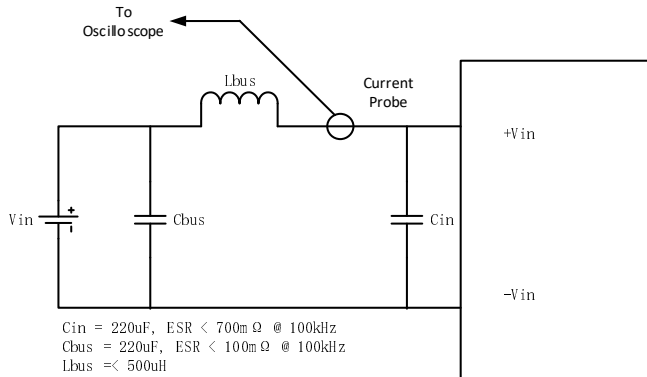 To
Oscilloscope
Lbus
Current
Probe
+Vin
Vin
+
Cbus
Cin
-Vin
Cin = 220uF, ESR < 700mΩ @ 100kHz
Cbus = 220uF, ESR < 100mΩ @ 100kHz
Lbus =< 500uH